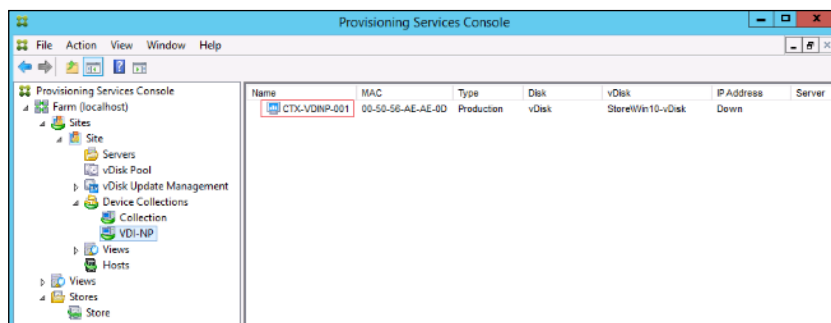 Provisioning Services Console
File Action View Window Help
Provisioning Services Console
Farm (localhost)
Sites
Site
Servers
vDisk Pool
vDisk Update Management
Device Collections
Collection
VDI-NP
Views
Hosts
Views
Stores
Store
Name MAC Type Disk vDisk IP Address Server
CTX-VDINP-001 00-50-56-AE-AE-0D Production vDisk Store\Win10-vDisk Down